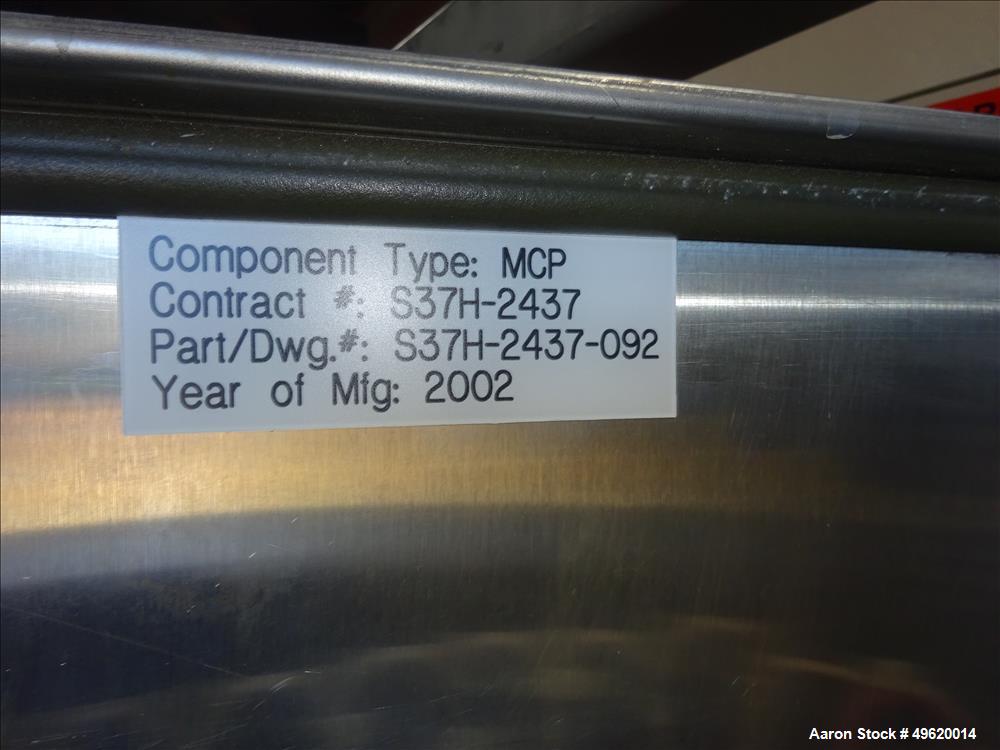 Component Type: MCP
Contract #: S37H-2437
Part/Dwg.#: S37H-2437-092
Year of Mfg: 2002
Aaron Stock # 49620014